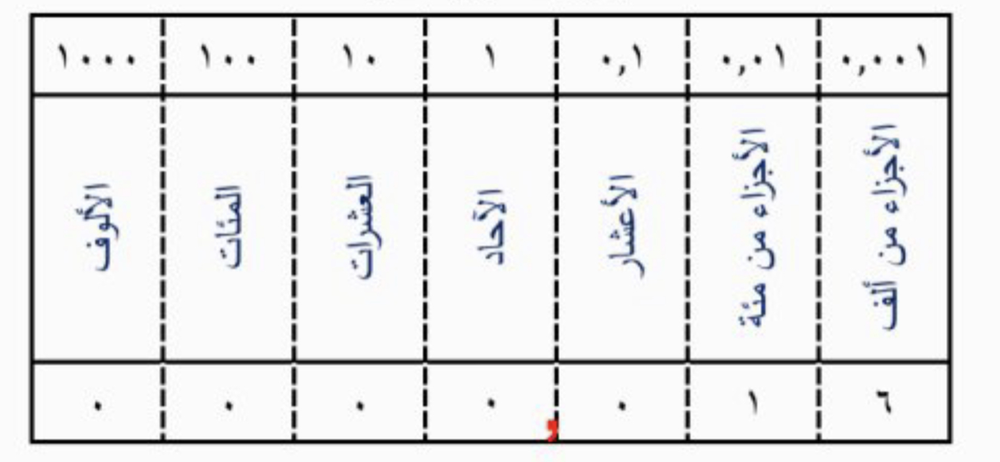 ١٠٠٠ ١٠٠ ١٠ ١ ٠,١ ٠,٠١ ٠,٠٠١
الألوف المئات العشرات الآحاد الأعشار الأجزاء من مئة الأجزاء من ألف
٠ ٠ ٠ ٠ , ٠ ١ ٦